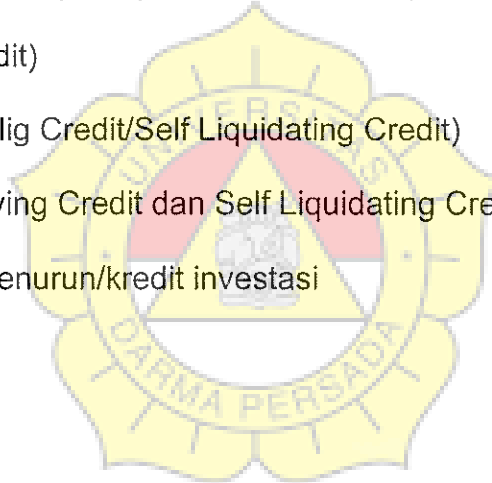 dit)
lig Credit/Self Liquidating Credit)
ving Credit dan Self Liquidating Cre
enurun/kredit investasi
UNIVERSITAS
DARMA PERSADA